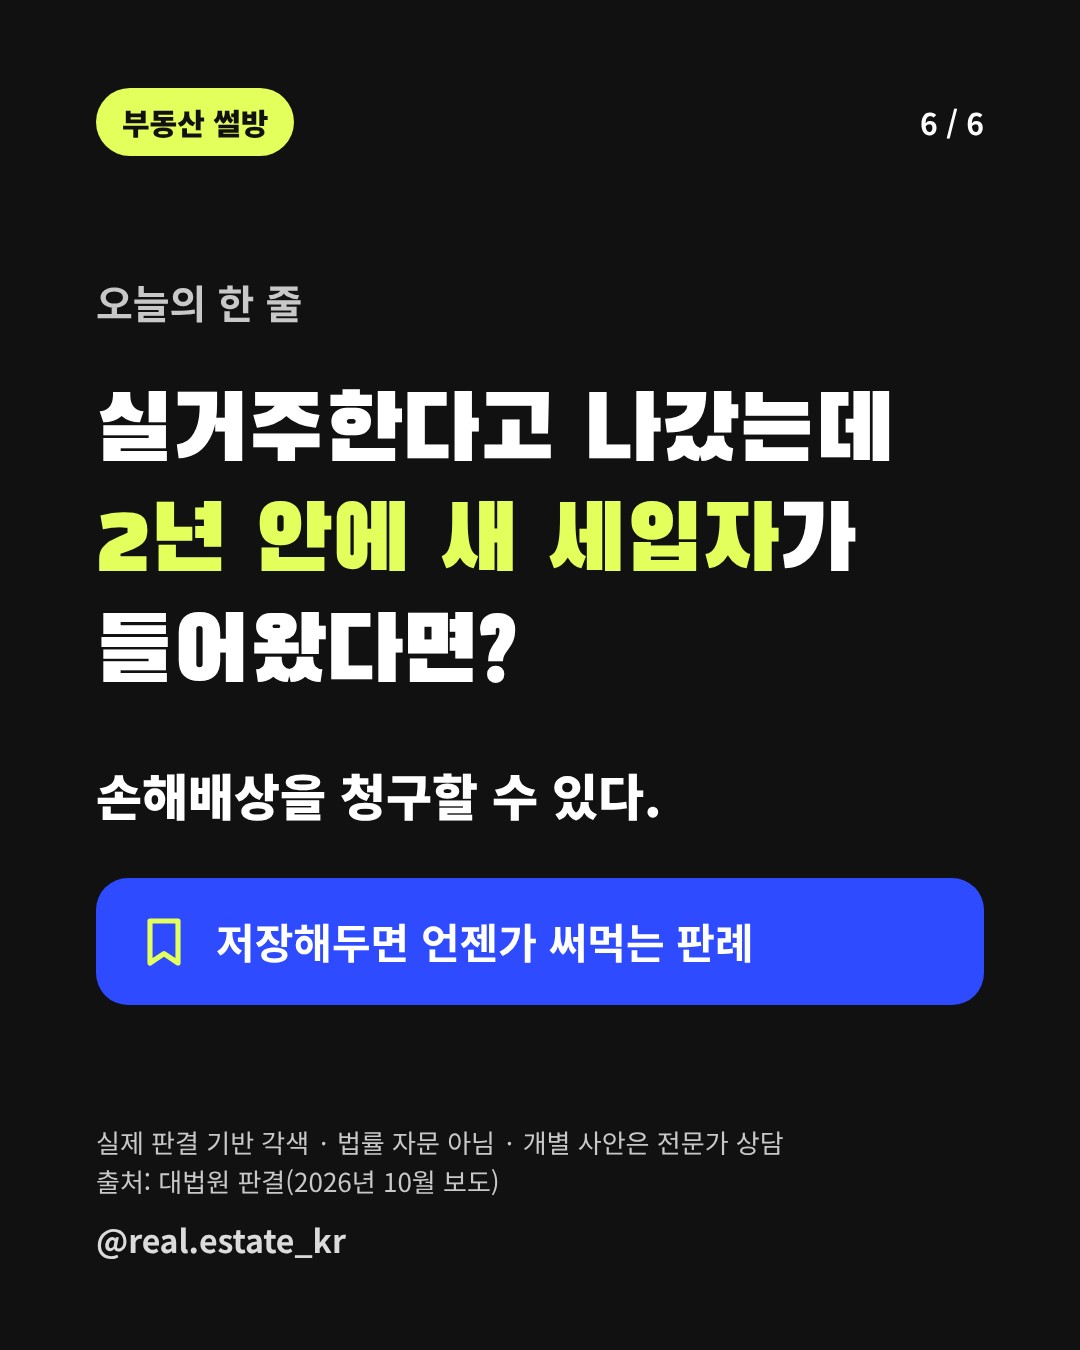 부동산 썰방
6 / 6
오늘의 한 줄
실거주한다고 나갔는데
2년 안에 새 세입자가
들어왔다면?
손해배상을 청구할 수 있다.
저장해두면 언젠가 써먹는 판례
실제 판결 기반 각색 · 법률 자문 아님 · 개별 사안은 전문가 상담
출처: 대법원 판결(2026년 10월 보도)
@real.estate_kr